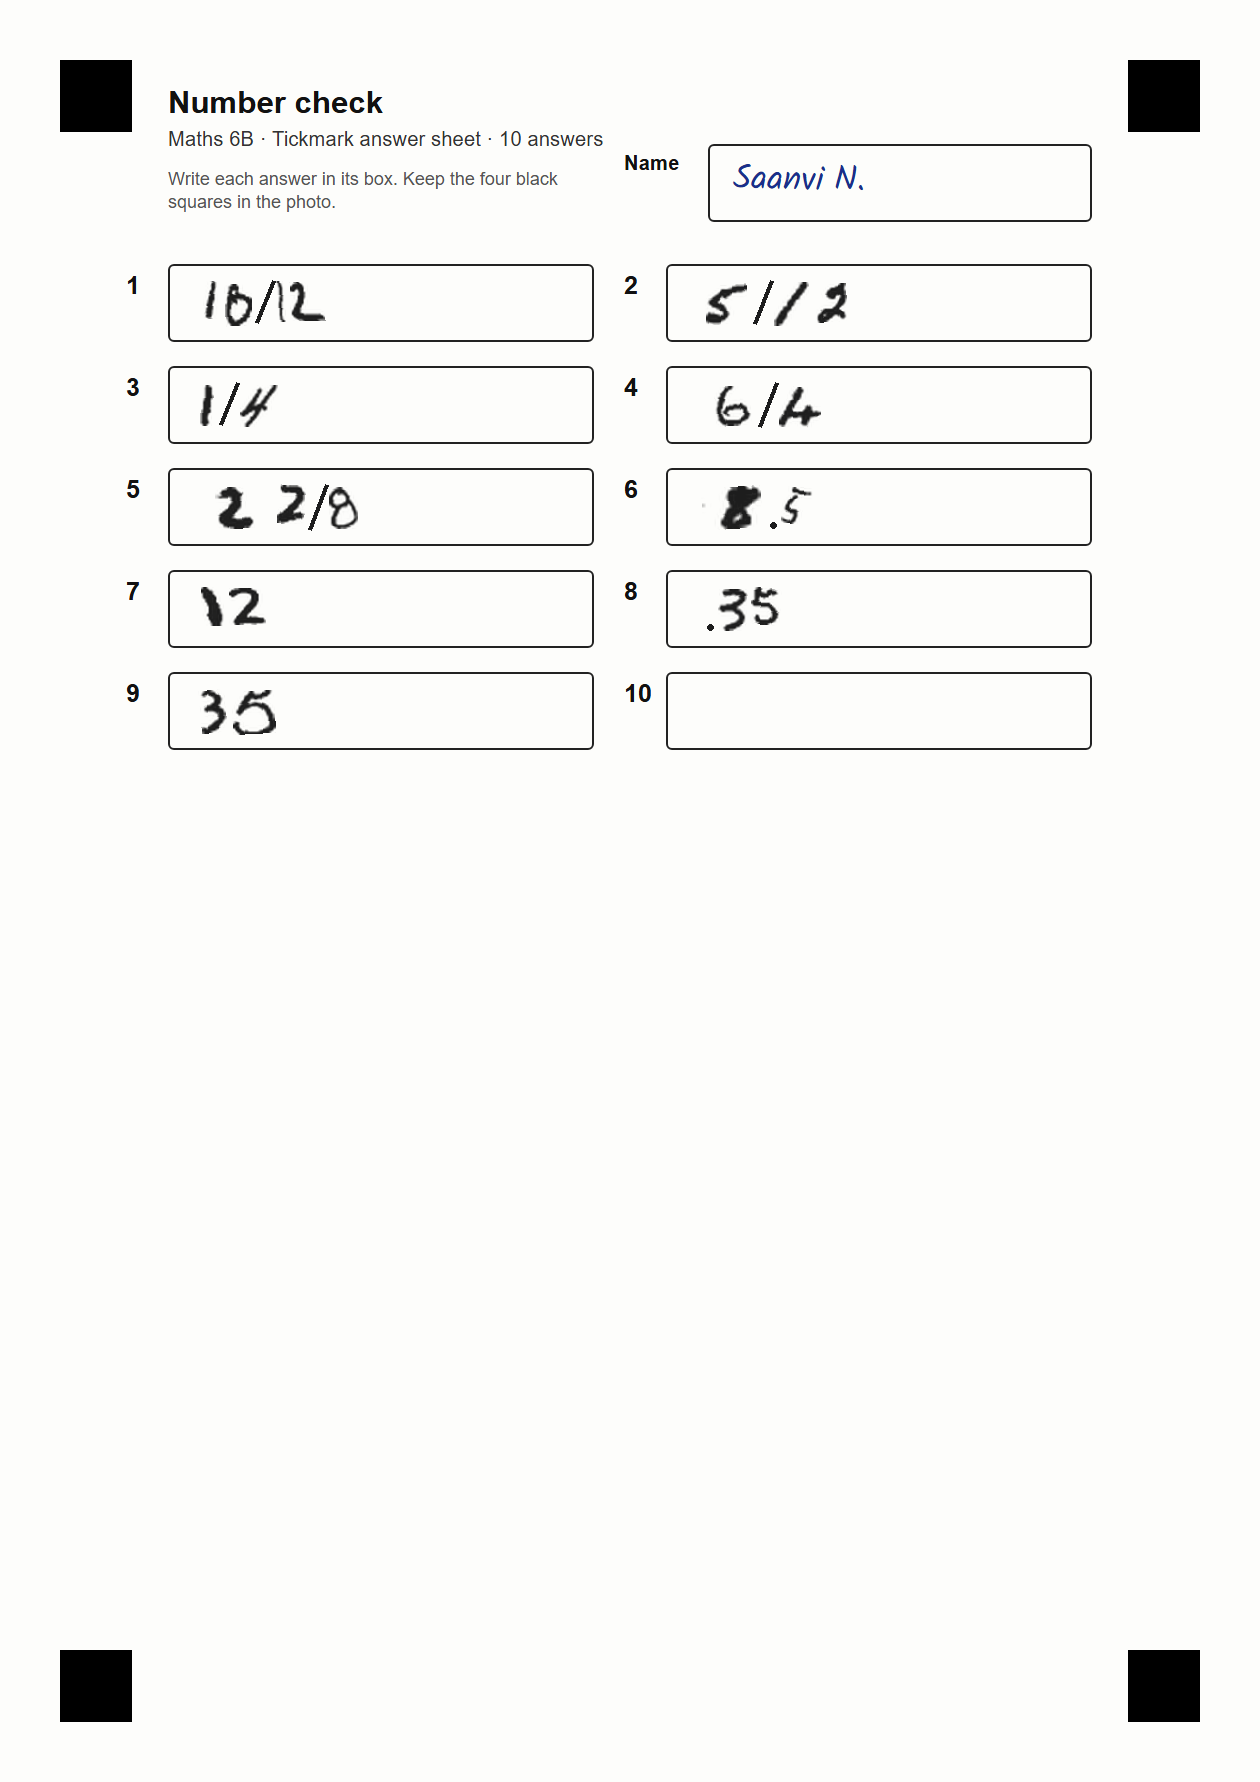 Number check
Maths 6B · Tickmark answer sheet · 10 answers
Write each answer in its box. Keep the four black
squares in the photo.
Name Saanvi N.
1 10/12
2 5/12
3 1/4
4 6/4
5 2 2/8
6 8.5
7 12
8 .35
9 35
10